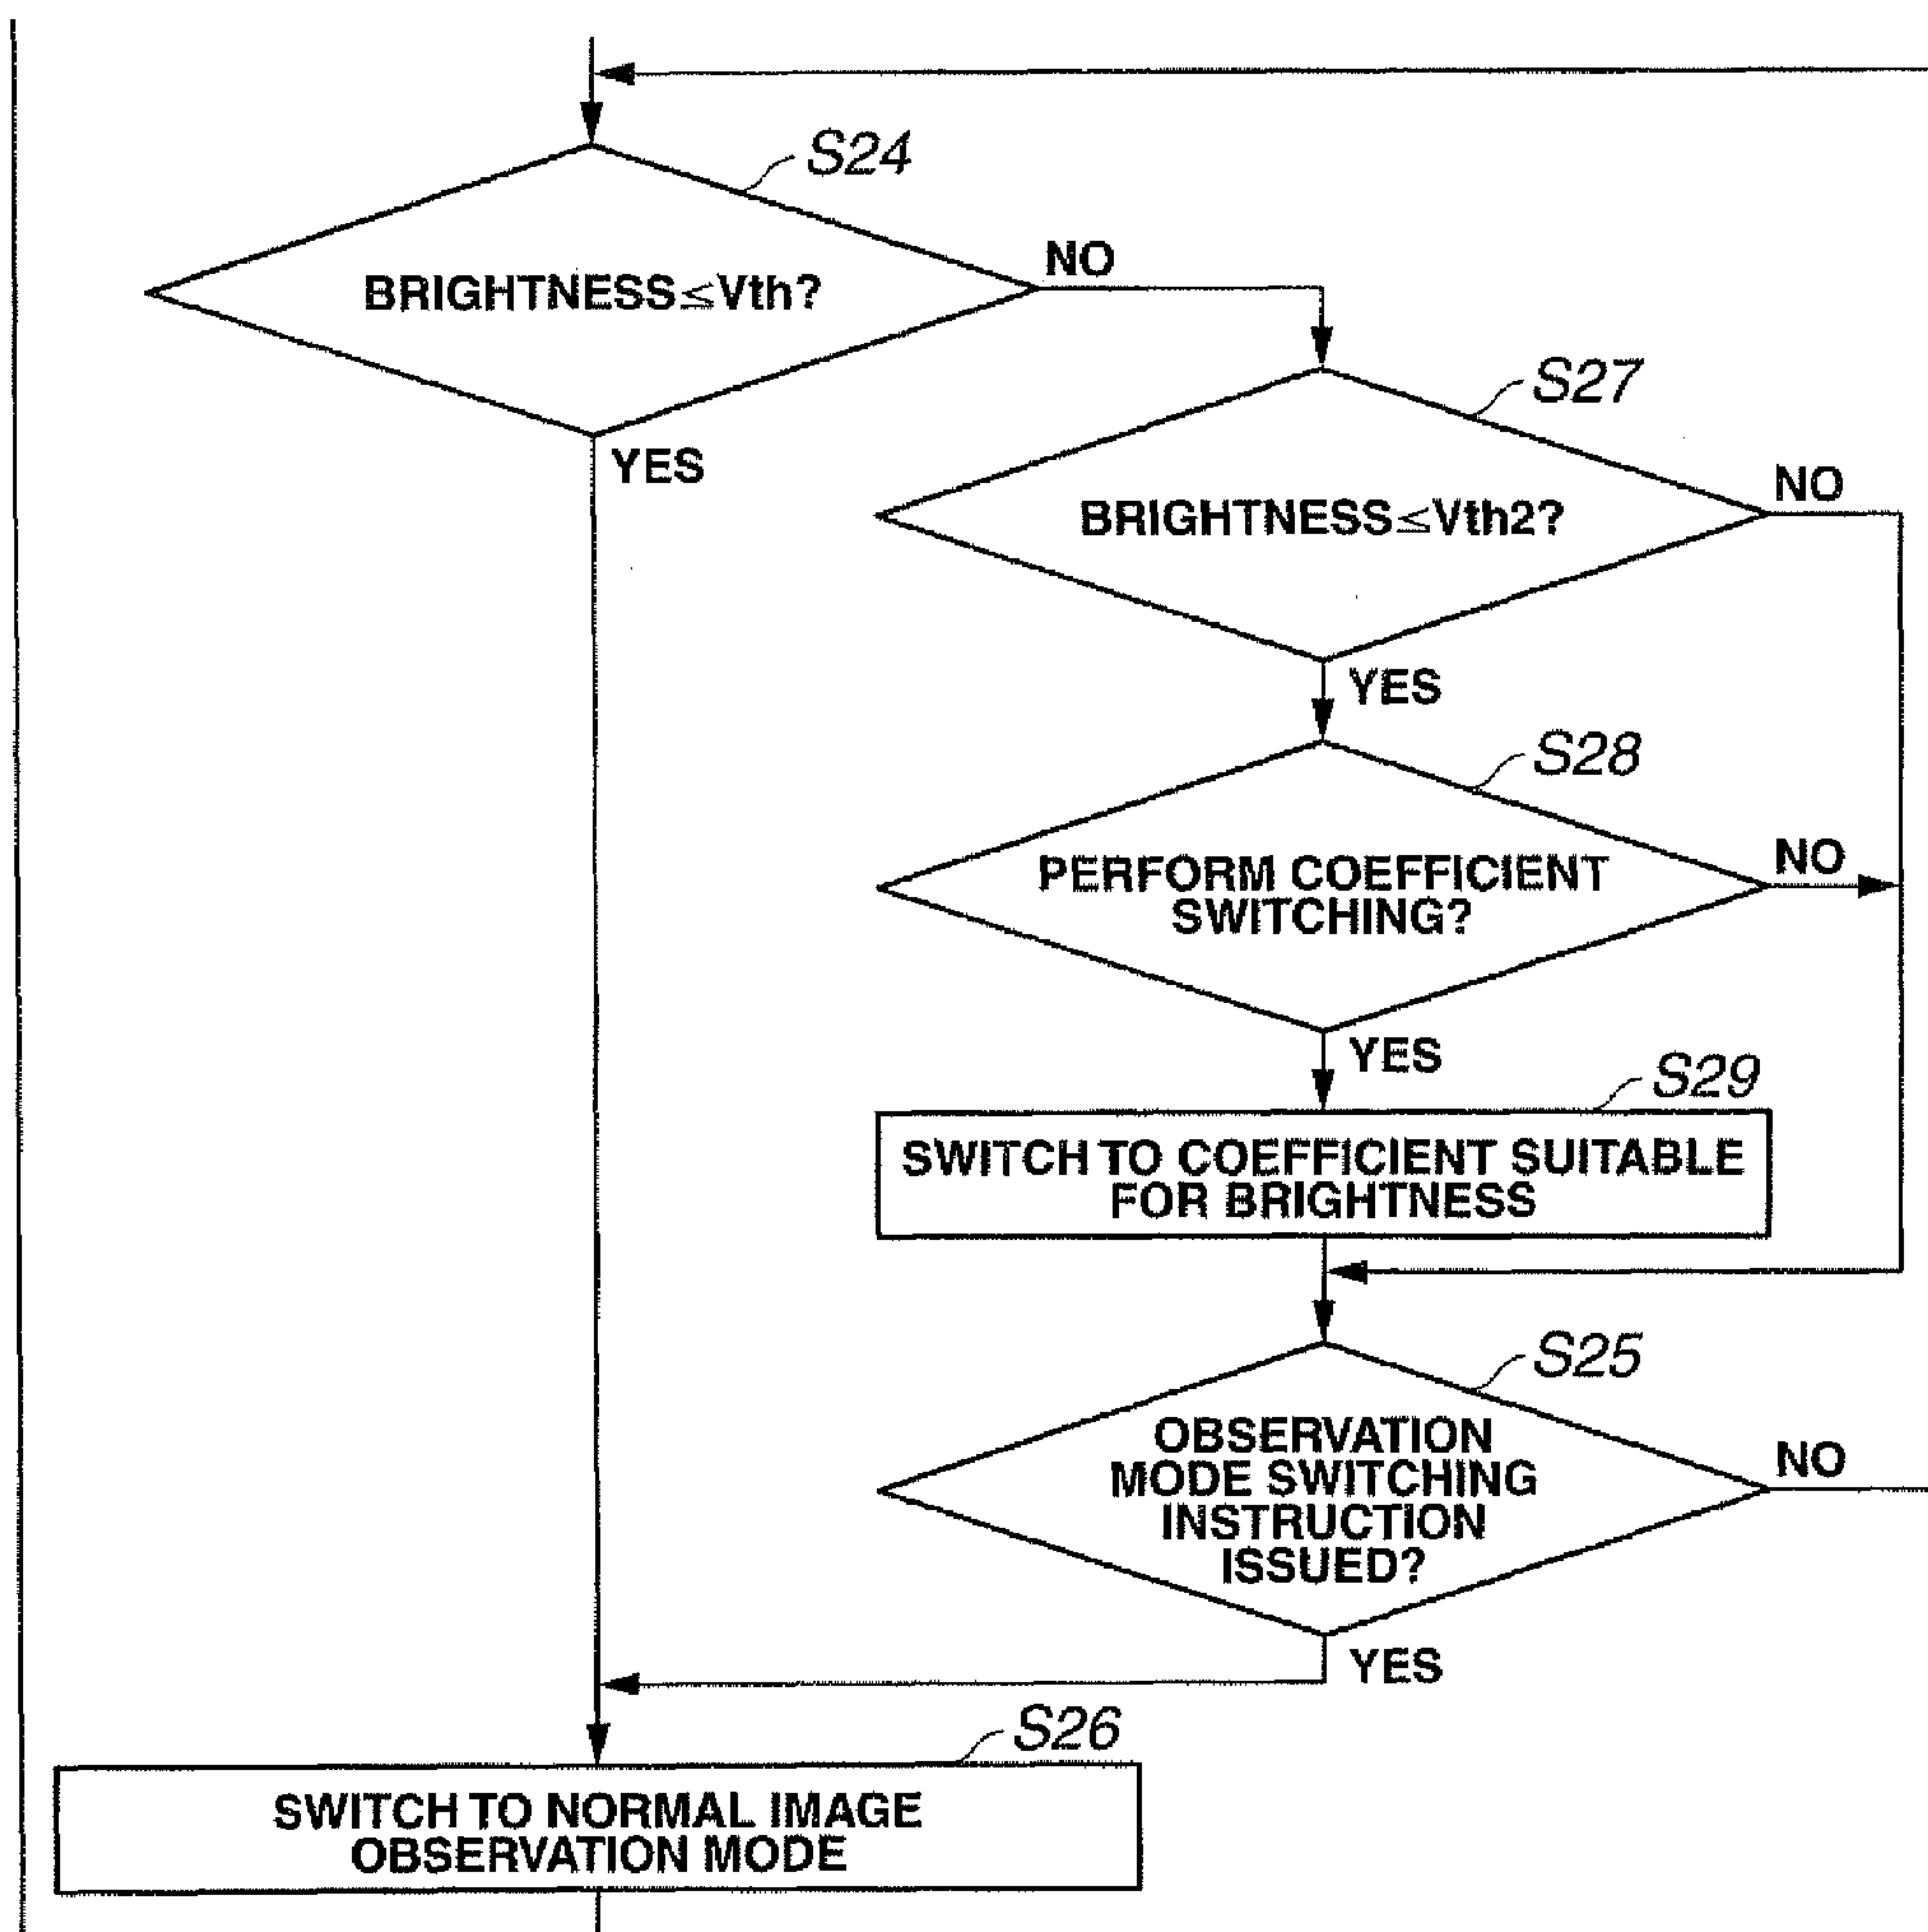 S24
BRIGHTNESS≦Vth?
NO
YES
S27
BRIGHTNESS≦Vth2?
NO
YES
S28
PERFORM COEFFICIENT
SWITCHING?
NO
YES
S29
SWITCH TO COEFFICIENT SUITABLE
FOR BRIGHTNESS
S25
OBSERVATION
MODE SWITCHING
INSTRUCTION
ISSUED?
NO
YES
S26
SWITCH TO NORMAL IMAGE
OBSERVATION MODE